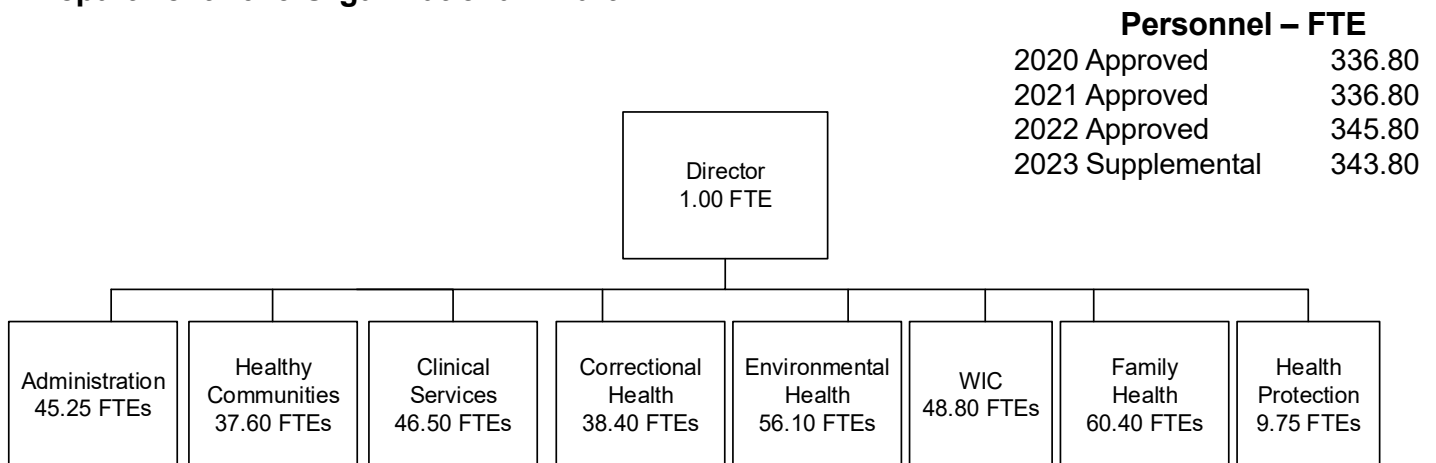 Personnel – FTE
2020 Approved 336.80
2021 Approved 336.80
2022 Approved 345.80
2023 Supplemental 343.80
Director
1.00 FTE
Administration
45.25 FTEs
Healthy
Communities
37.60 FTEs
Clinical
Services
46.50 FTEs
Correctional
Health
38.40 FTEs
Environmental
Health
56.10 FTEs
WIC
48.80 FTEs
Family
Health
60.40 FTEs
Health
Protection
9.75 FTEs